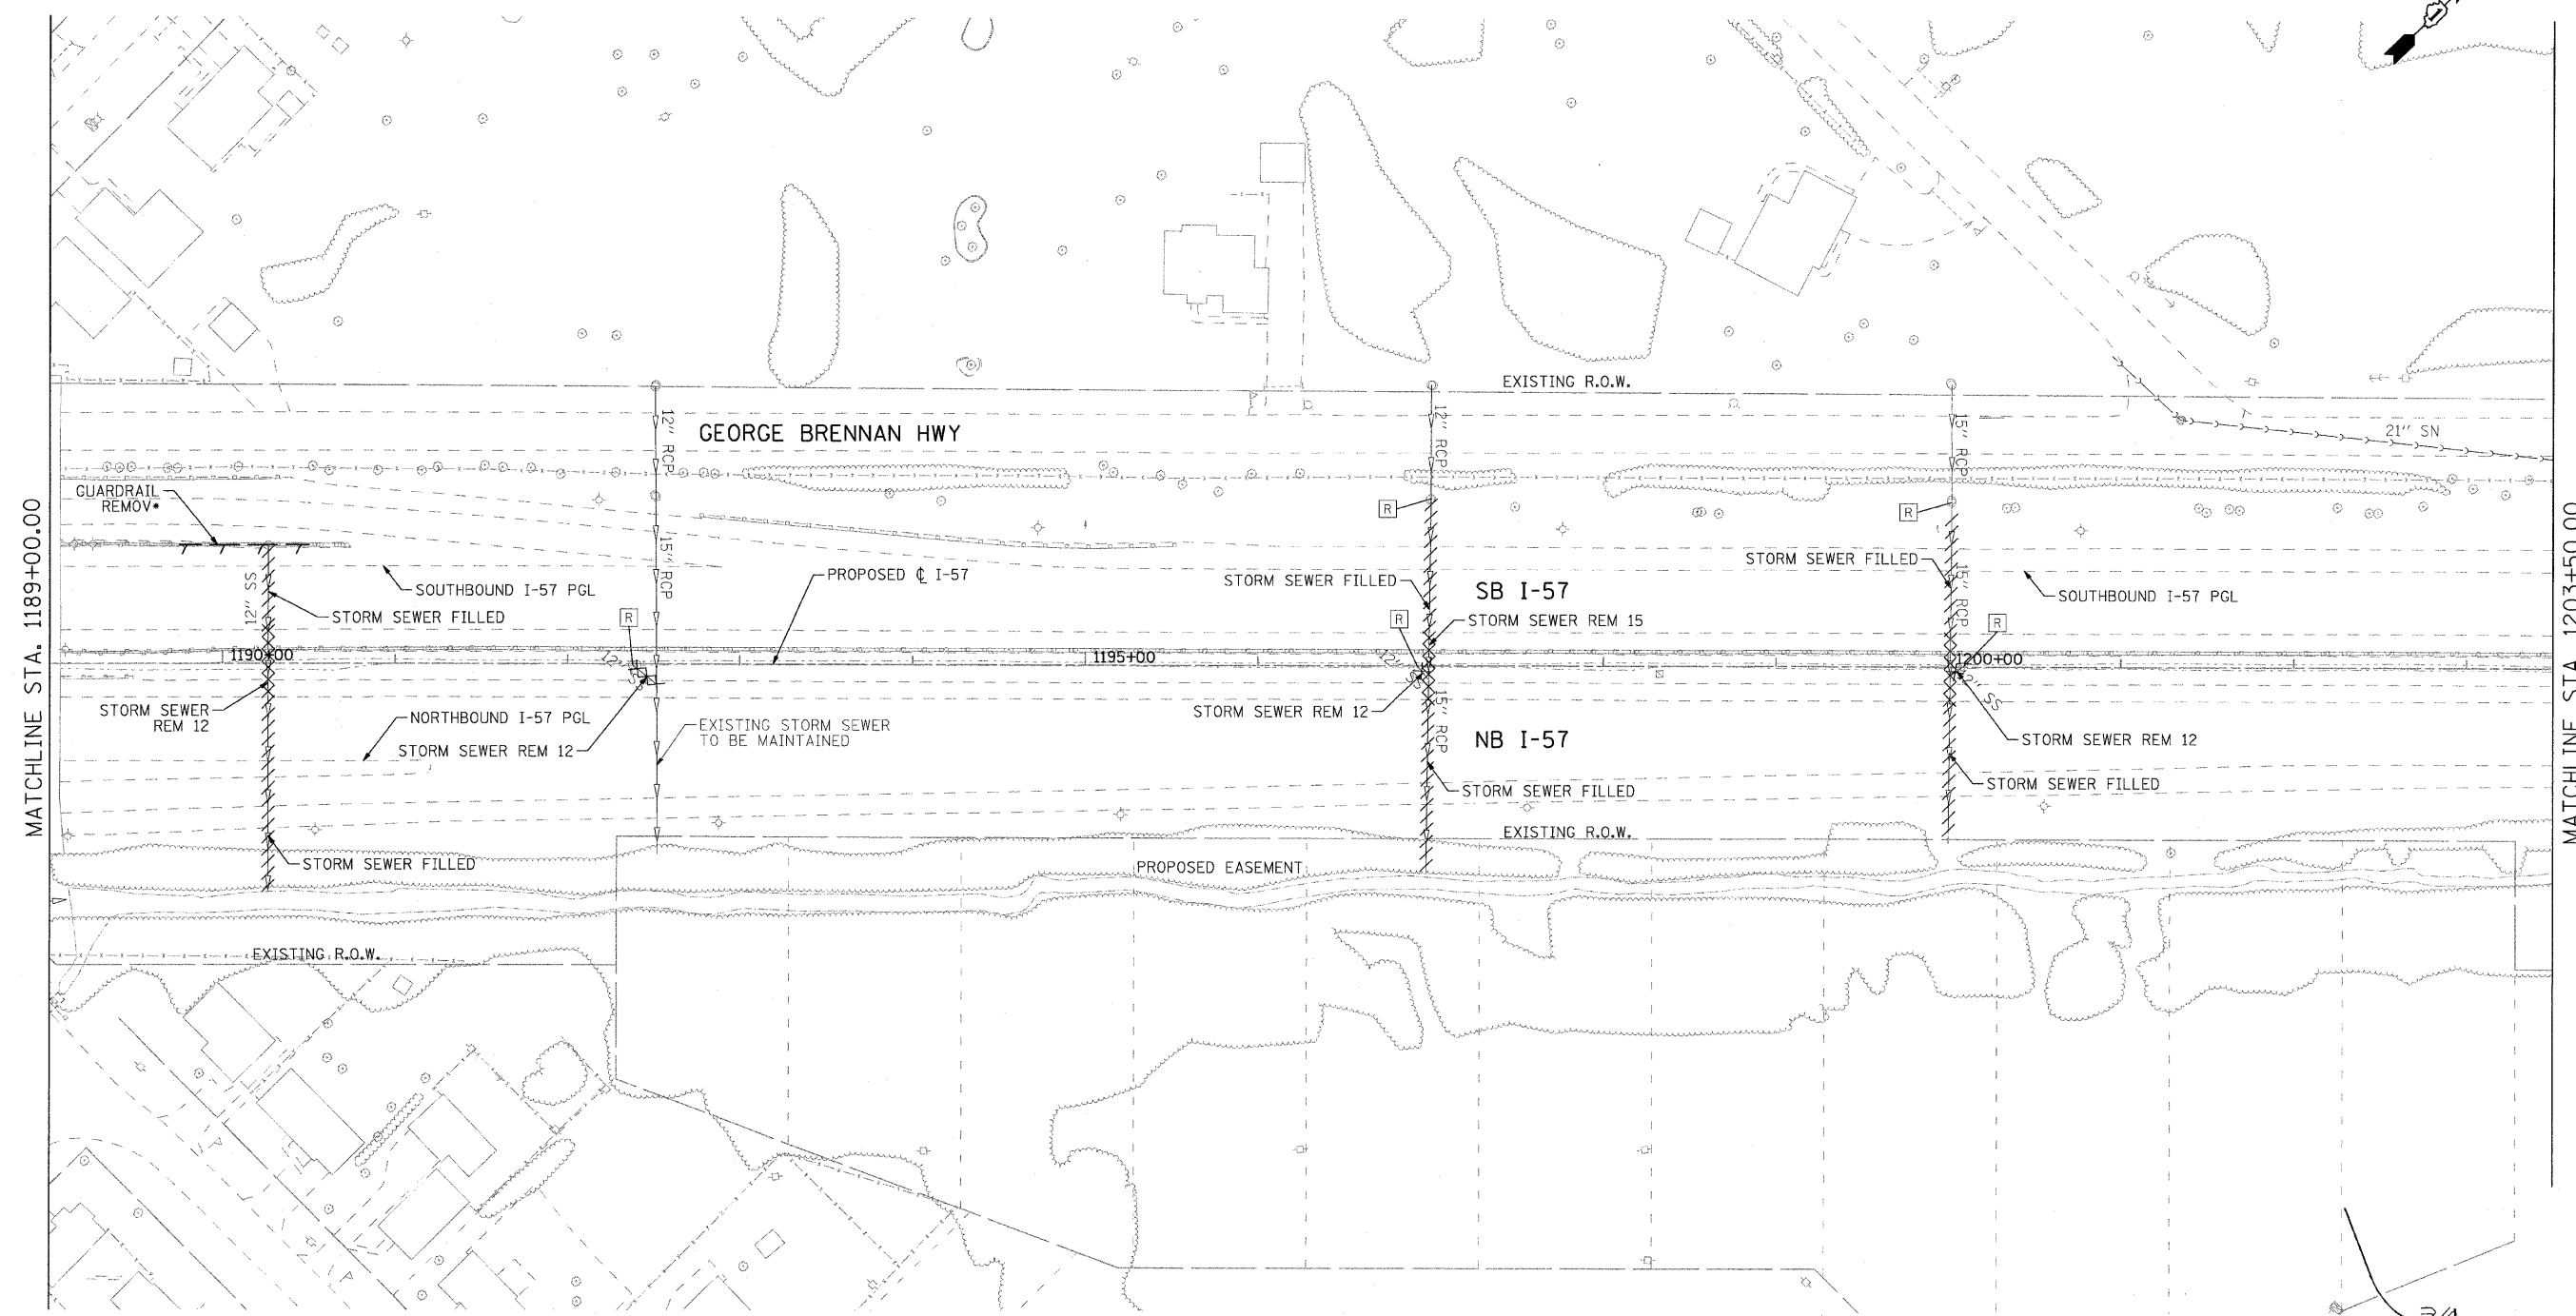 MATCHLINE STA. 1189+00.00
MATCHLINE STA. 1203+50.00
EXISTING R.O.W.
12" RCP
GEORGE BRENNAN HWY
12" RCP
15" RCP
21" SN
GUARDRAIL
REMOV*
R
R
12" SS
SOUTHBOUND I-57 PGL
STORM SEWER FILLED
15" RCP
PROPOSED ℄ I-57
STORM SEWER FILLED
SB I-57
STORM SEWER FILLED
15" RCP
SOUTHBOUND I-57 PGL
R
R
STORM SEWER REM 15
R
1190+00
1195+00
1200+00
12" SS
STORM SEWER
REM 12
NORTHBOUND I-57 PGL
STORM SEWER REM 12
EXISTING STORM SEWER
TO BE MAINTAINED
STORM SEWER REM 12
15" RCP
NB I-57
STORM SEWER REM 12
STORM SEWER FILLED
STORM SEWER FILLED
EXISTING R.O.W.
STORM SEWER FILLED
PROPOSED EASEMENT
EXISTING R.O.W.